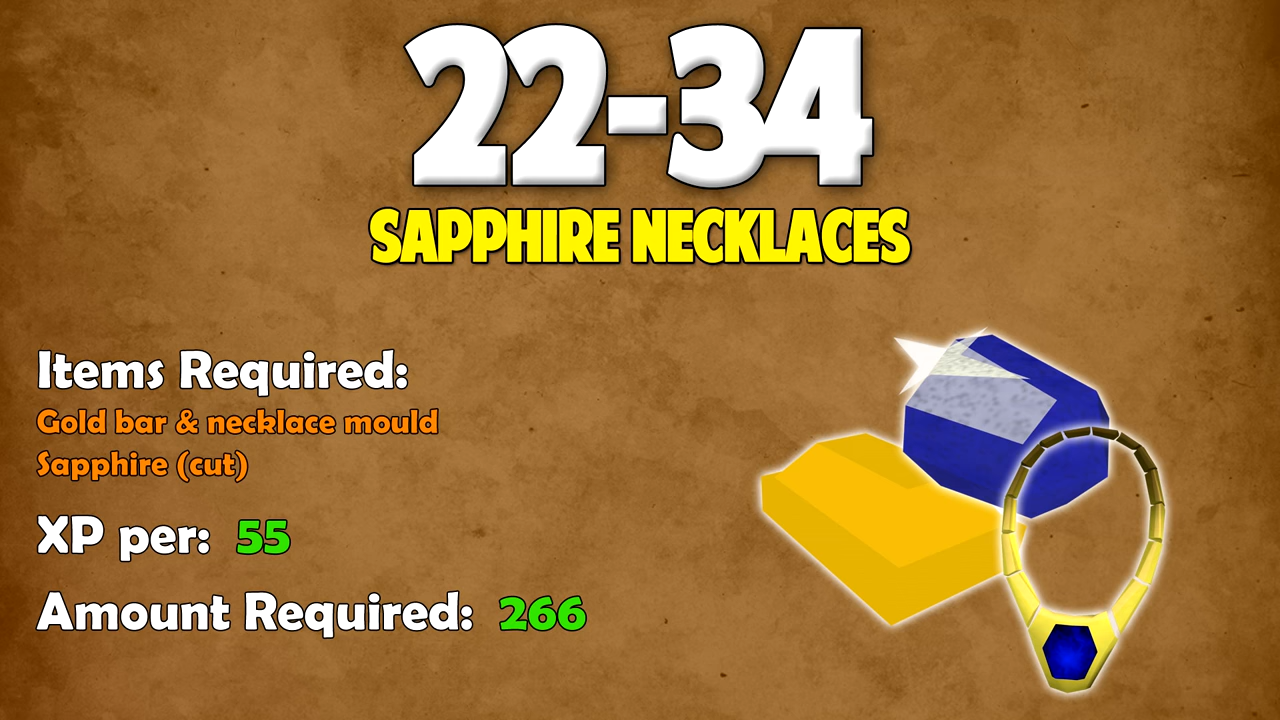 22-34
SAPPHIRE NECKLACES
Items Required:
Gold bar & necklace mould
Sapphire (cut)
XP per: 55
Amount Required: 266